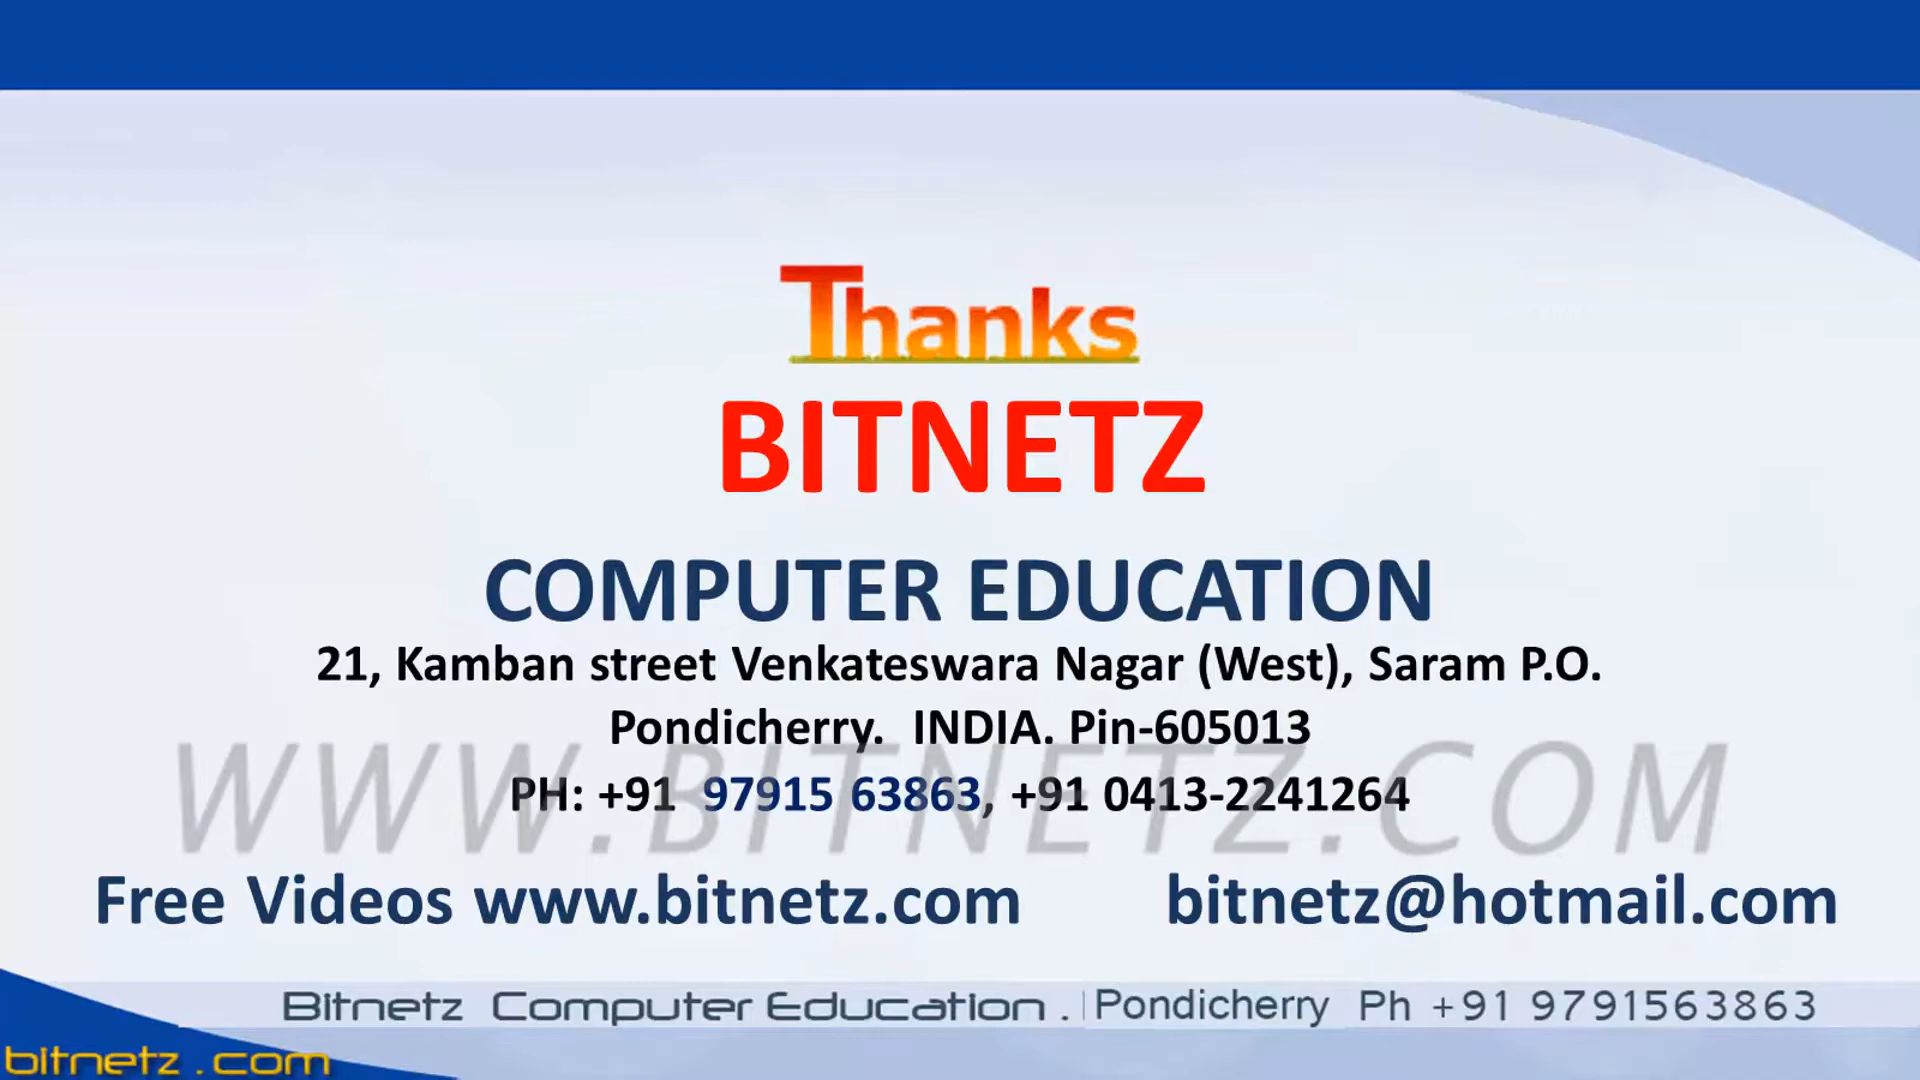 Thanks
BITNETZ
COMPUTER EDUCATION
21, Kamban street Venkateswara Nagar (West), Saram P.O.
Pondicherry.  INDIA. Pin-605013
WWW.BITNETZ.COM
PH: +91  97915 63863, +91 0413-2241264
Free Videos www.bitnetz.com bitnetz@hotmail.com
Bitnetz Computer Education . Pondicherry Ph +91 9791563863
bitnetz.com